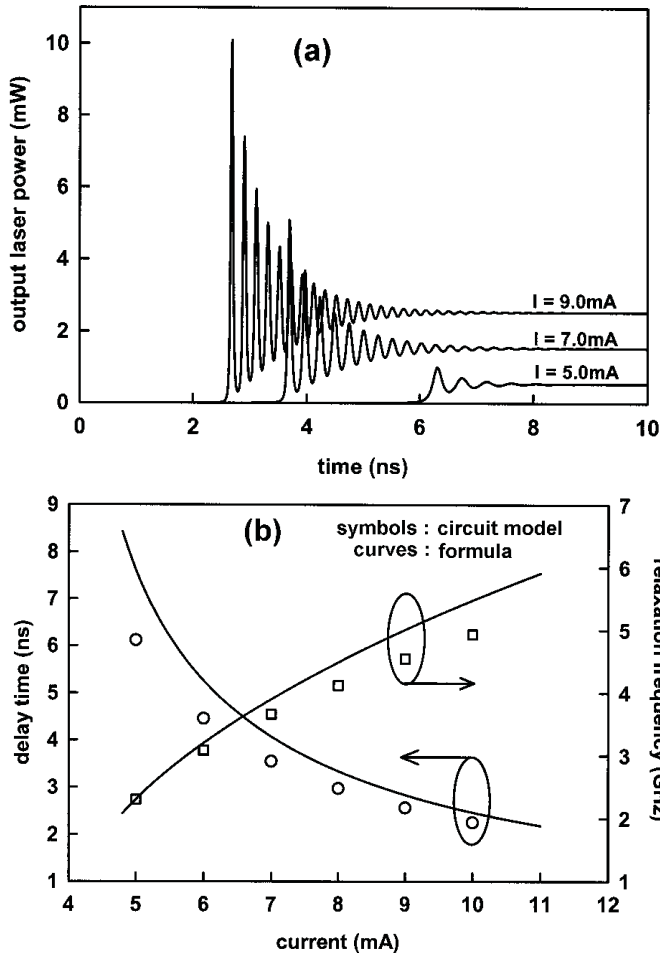 (a)
output laser power (mW)
10
8
6
4
2
0
I = 9.0mA
I = 7.0mA
I = 5.0mA
0 2 4 6 8 10
time (ns)
(b)
symbols : circuit model
curves : formula
delay time (ns)
9
8
7
6
5
4
3
2
1
7
6
5
4
3
2
1
relaxation frequency (GHz)
4 5 6 7 8 9 10 11 12
current (mA)